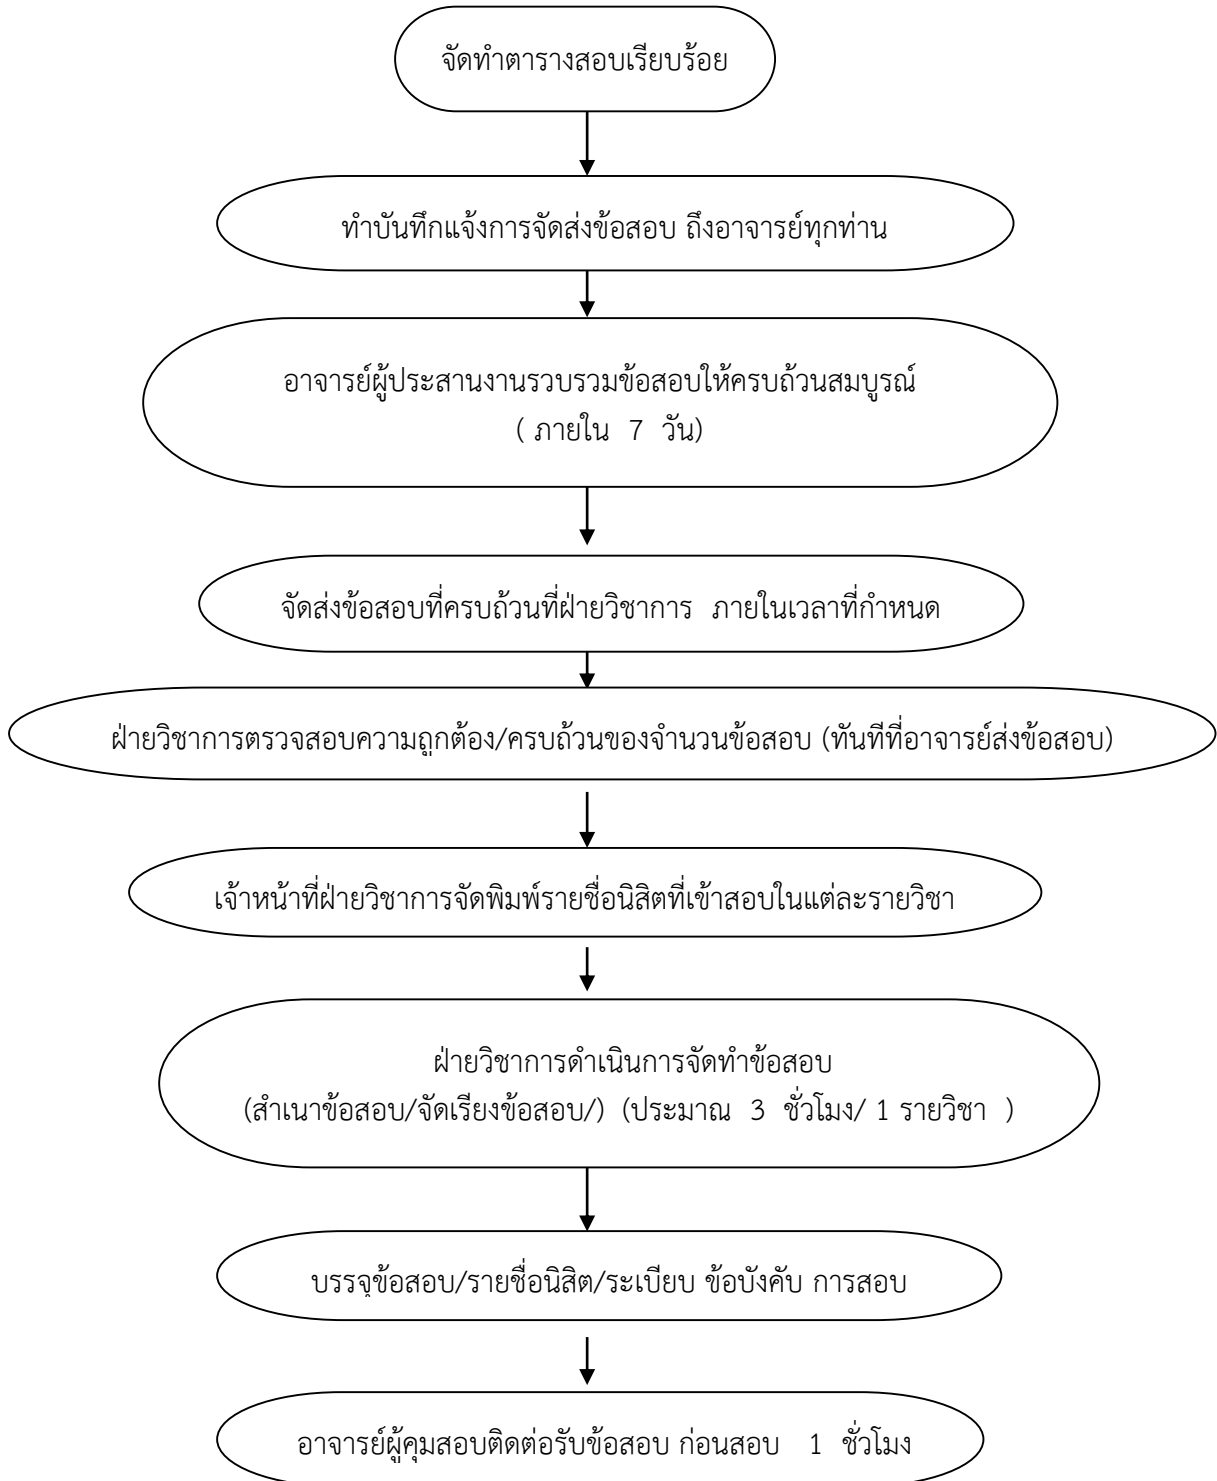 จัดทำตารางสอบเรียบร้อย
ทำบันทึกแจ้งการจัดส่งข้อสอบ ถึงอาจารย์ทุกท่าน
อาจารย์ผู้ประสานงานรวบรวมข้อสอบให้ครบถ้วนสมบูรณ์
( ภายใน 7 วัน)
จัดส่งข้อสอบที่ครบถ้วนที่ฝ่ายวิชาการ ภายในเวลาที่กำหนด
ฝ่ายวิชาการตรวจสอบความถูกต้อง/ครบถ้วนของจำนวนข้อสอบ (ทันทีที่อาจารย์ส่งข้อสอบ)
เจ้าหน้าที่ฝ่ายวิชาการจัดพิมพ์รายชื่อนิสิตที่เข้าสอบในแต่ละรายวิชา
ฝ่ายวิชาการดำเนินการจัดทำข้อสอบ
(สำเนาข้อสอบ/จัดเรียงข้อสอบ/) (ประมาณ 3 ชั่วโมง/ 1 รายวิชา )
บรรจุข้อสอบ/รายชื่อนิสิต/ระเบียบ ข้อบังคับ การสอบ
อาจารย์ผู้คุมสอบติดต่อรับข้อสอบ ก่อนสอบ 1 ชั่วโมง